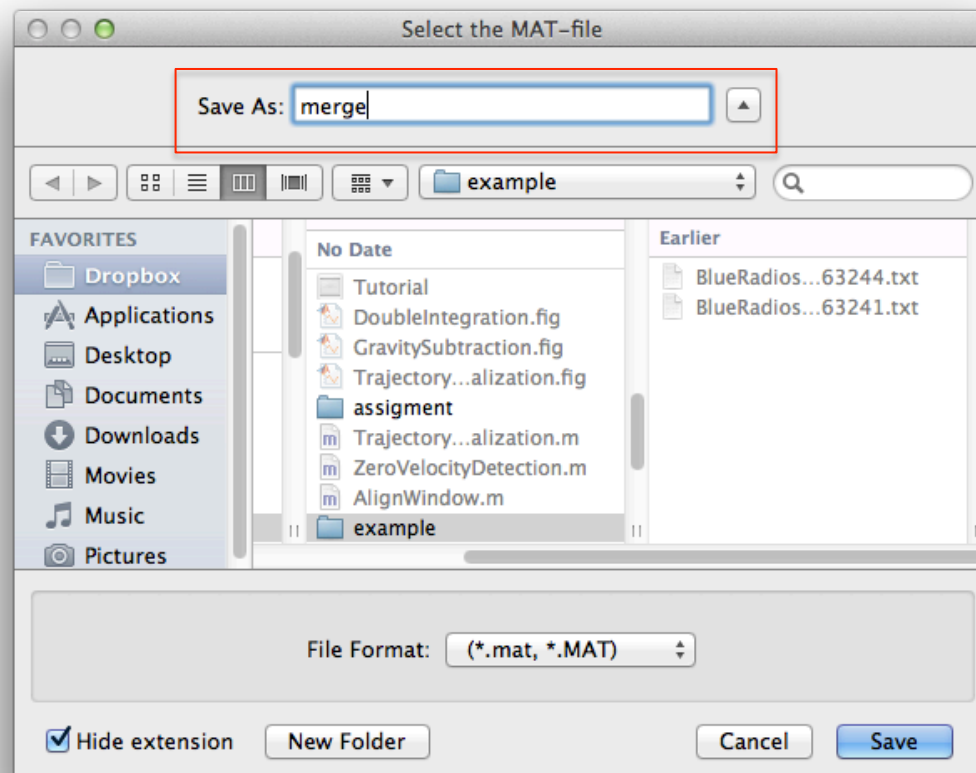 Select the MAT-file
Save As: merge
example
FAVORITES
Dropbox
Applications
Desktop
Documents
Downloads
Movies
Music
Pictures
No Date
Tutorial
DoubleIntegration.fig
GravitySubtraction.fig
Trajectory...alization.fig
assigment
Trajectory...alization.m
ZeroVelocityDetection.m
AlignWindow.m
example
Earlier
BlueRadios...63244.txt
BlueRadios...63241.txt
File Format: (*.mat, *.MAT)
Hide extension New Folder Cancel Save